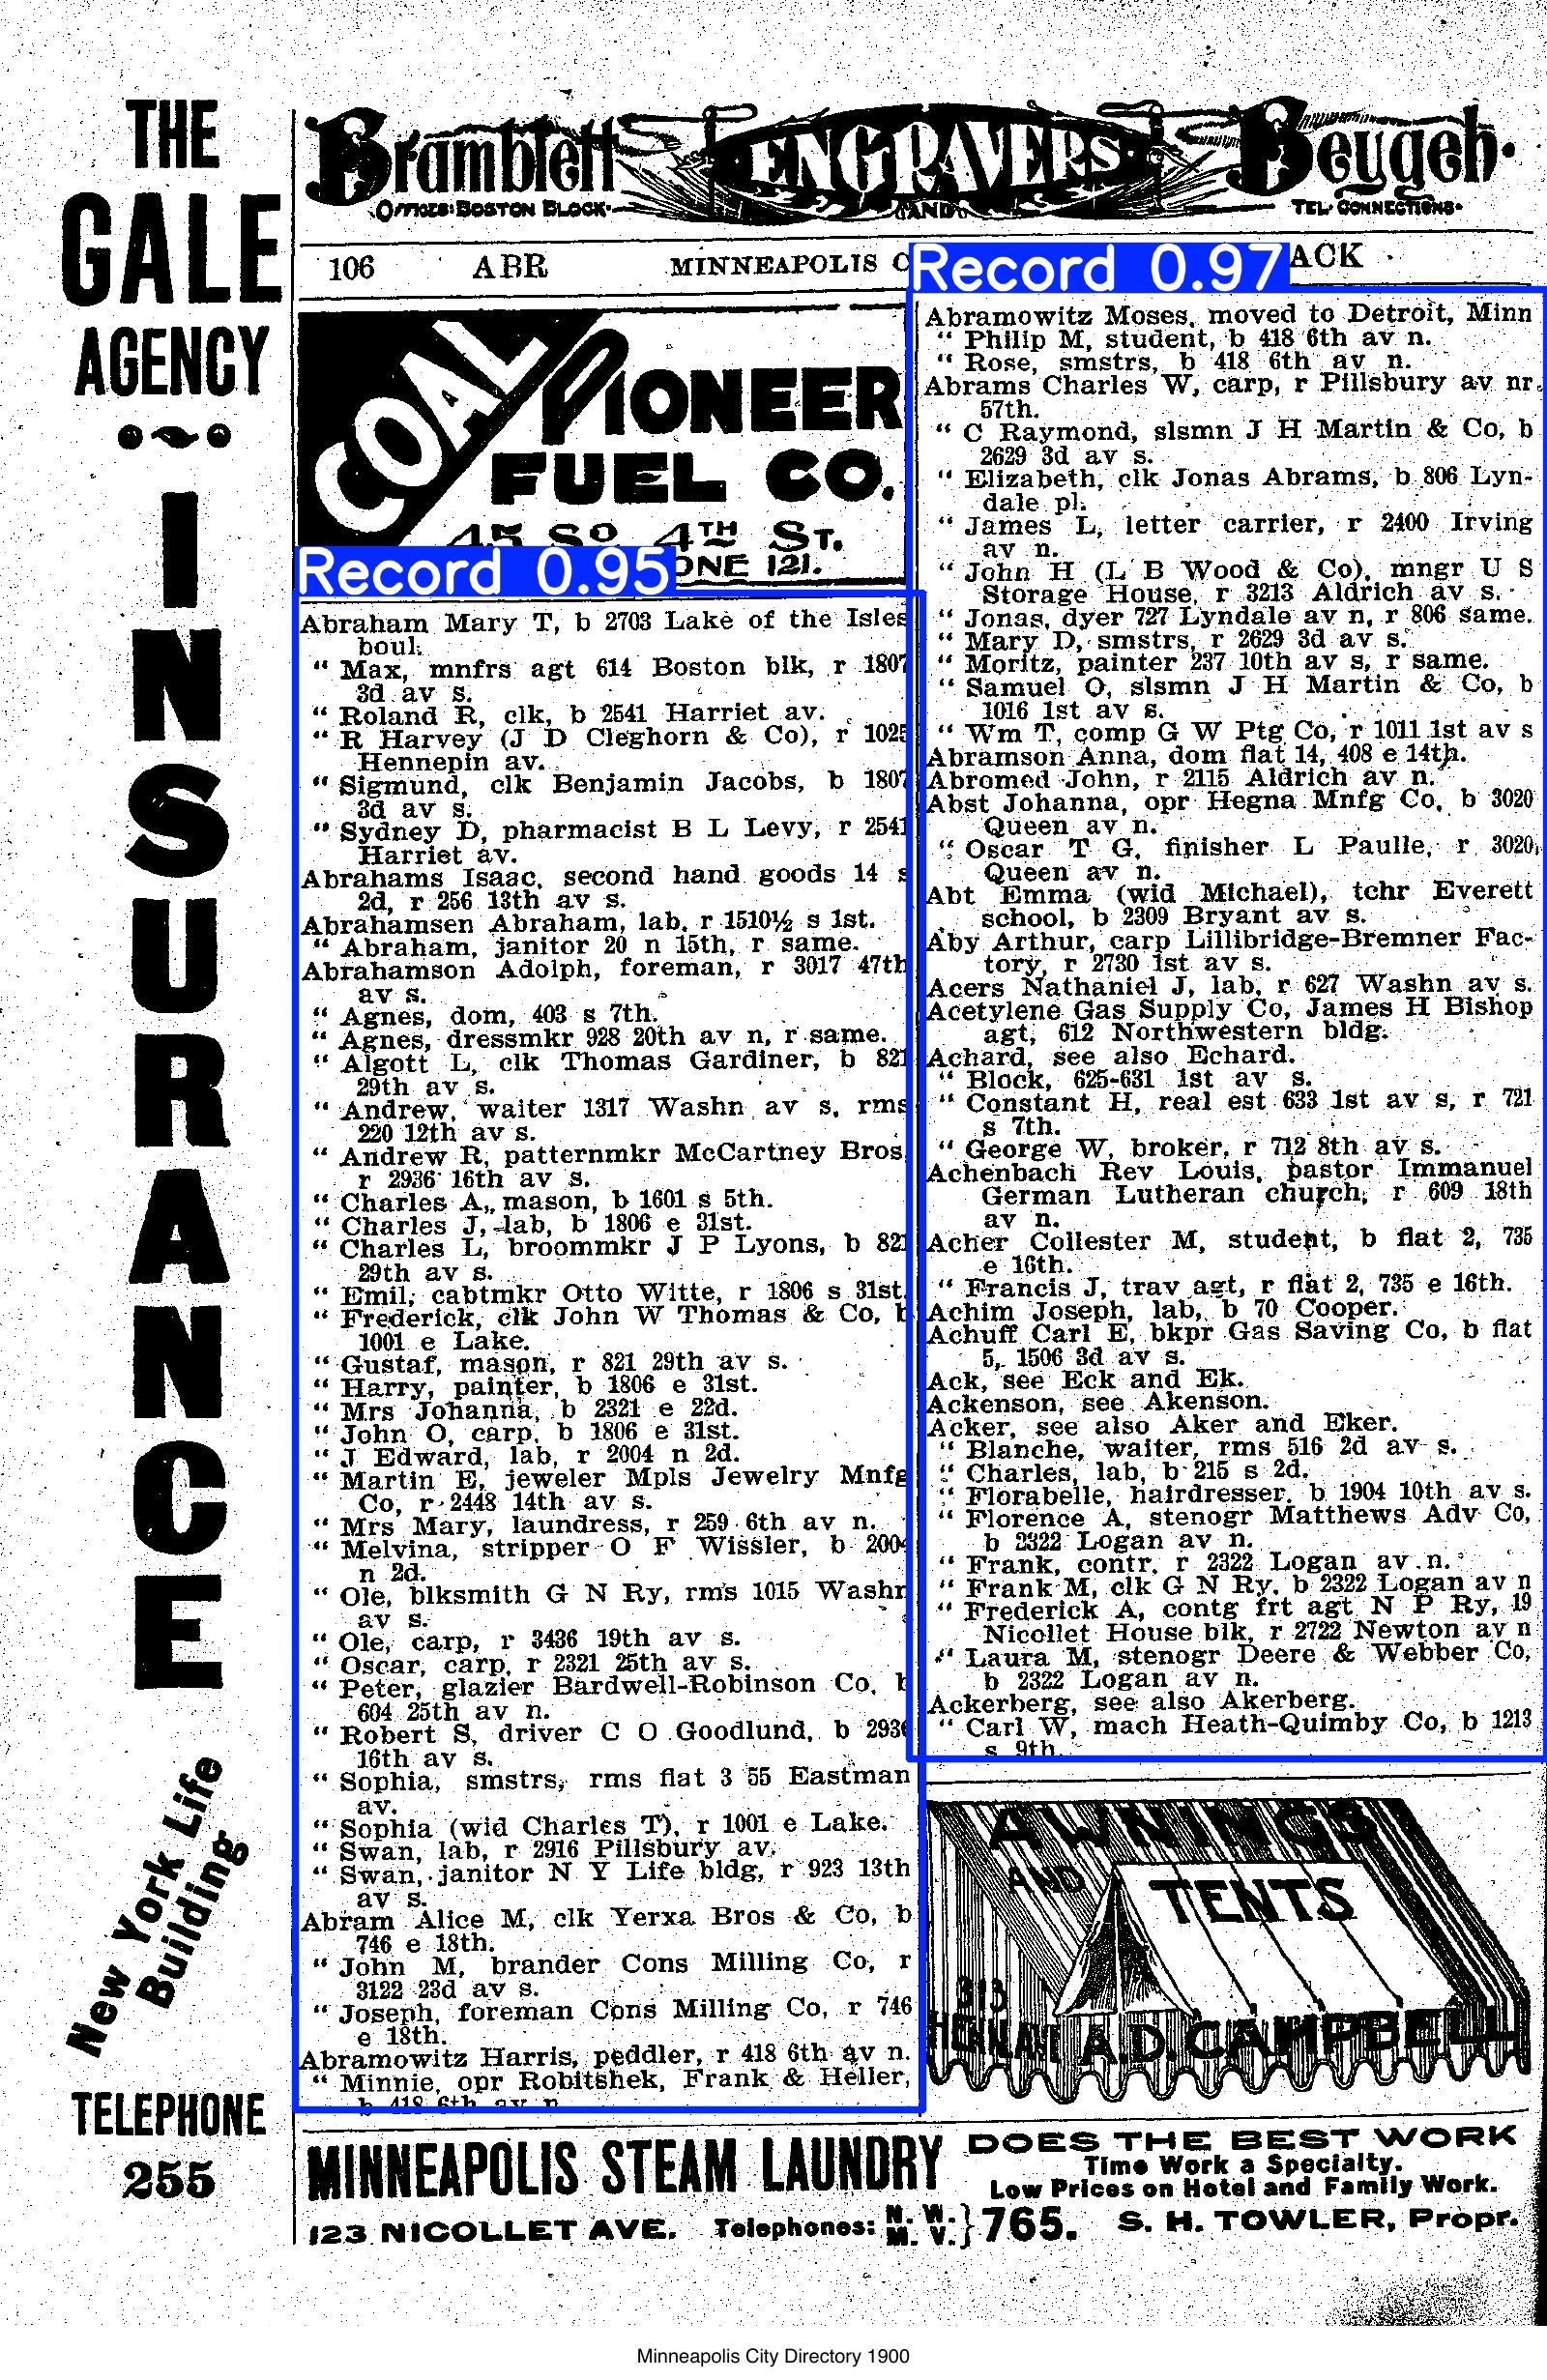 THE
GALE
AGENCY
INSURANCE
New York Life
Building
TELEPHONE
255
Bramblett ENGRAVERS Beygeh
OFFICES: BOSTON BLOCK. AND TEL. CONNECTIONS.
106 ABR MINNEAPOLIS C ACK
Record 0.97
COAL PIONEER
FUEL CO.
45 So. 4TH ST.
ONE 121.
Record 0.95
Abraham Mary T, b 2703 Lake of the Isles
boul.
" Max, mnfrs agt 614 Boston blk, r 1807
3d av s.
" Roland R, clk, b 2541 Harriet av.
" R Harvey (J D Cleghorn & Co), r 1025
Hennepin av.
" Sigmund, clk Benjamin Jacobs, b 1807
3d av s.
" Sydney D, pharmacist B L Levy, r 2541
Harriet av.
Abrahams Isaac, second hand goods 14 s
2d, r 256 13th av s.
Abrahamsen Abraham, lab, r 1510½ s 1st.
" Abraham, janitor 20 n 15th, r same.
Abrahamson Adolph, foreman, r 3017 47th
av s.
" Agnes, dom, 403 s 7th.
" Agnes, dressmkr 928 20th av n, r same.
" Algott L, clk Thomas Gardiner, b 821
29th av s.
" Andrew, waiter 1317 Washn av s, rms
220 12th av s.
" Andrew R, patternmkr McCartney Bros,
r 2936 16th av s.
" Charles A, mason, b 1601 s 5th.
" Charles J, lab, b 1806 e 31st.
" Charles L, broommkr J P Lyons, b 821
29th av s.
" Emil, cabtmkr Otto Witte, r 1806 s 31st.
" Frederick, clk John W Thomas & Co, b
1001 e Lake.
" Gustaf, mason, r 821 29th av s.
" Harry, painter, b 1806 e 31st.
" Mrs Johanna, b 2321 e 22d.
" John O, carp, b 1806 e 31st.
" J Edward, lab, r 2004 n 2d.
" Martin E, jeweler Mpls Jewelry Mnfg
Co, r 2448 14th av s.
" Mrs Mary, laundress, r 259 6th av n.
" Melvina, stripper O F Wissler, b 2004
n 2d.
" Ole, blksmith G N Ry, rms 1015 Washn
av s.
" Ole, carp, r 3436 19th av s.
" Oscar, carp, r 2321 25th av s.
" Peter, glazier Bardwell-Robinson Co, b
604 25th av n.
" Robert S, driver C O Goodlund, b 2936
16th av s.
" Sophia, smstrs, rms flat 3 55 Eastman
av.
" Sophia (wid Charles T), r 1001 e Lake.
" Swan, lab, r 2916 Pillsbury av.
" Swan, janitor N Y Life bldg, r 923 13th
av s.
Abram Alice M, clk Yerxa Bros & Co, b
746 e 18th.
" John M, brander Cons Milling Co, r
3122 23d av s.
" Joseph, foreman Cons Milling Co, r 746
e 18th.
Abramowitz Harris, peddler, r 418 6th av n.
" Minnie, opr Robitshek, Frank & Heller,
b 418 6th av n
Abramowitz Moses, moved to Detroit, Minn
" Philip M, student, b 418 6th av n.
" Rose, smstrs, b 418 6th av n.
Abrams Charles W, carp, r Pillsbury av nr
57th.
" C Raymond, slsmn J H Martin & Co, b
2629 3d av s.
" Elizabeth, clk Jonas Abrams, b 806 Lyn-
dale pl.
" James L, letter carrier, r 2400 Irving
av n.
" John H (L B Wood & Co), mngr U S
Storage House, r 3213 Aldrich av s.
" Jonas, dyer 727 Lyndale av n, r 806 same.
" Mary D, smstrs, r 2629 3d av s.
" Moritz, painter 237 10th av s, r same.
" Samuel O, slsmn J H Martin & Co, b
1016 1st av s.
" Wm T, comp G W Ptg Co, r 1011 1st av s
Abramson Anna, dom flat 14, 408 e 14th.
Abromed John, r 2115 Aldrich av n.
Abst Johanna, opr Hegna Mnfg Co, b 3020
Queen av n.
" Oscar T G, finisher L Paulle, r 3020
Queen av n.
Abt Emma (wid Michael), tchr Everett
school, b 2309 Bryant av s.
Aby Arthur, carp Lillibridge-Bremner Fac-
tory, r 2730 1st av s.
Acers Nathaniel J, lab, r 627 Washn av s.
Acetylene Gas Supply Co, James H Bishop
agt, 612 Northwestern bldg.
Achard, see also Echard.
" Block, 625-631 1st av s.
" Constant H, real est 633 1st av s, r 721
s 7th.
" George W, broker, r 712 8th av s.
Achenbach Rev Louis, pastor Immanuel
German Lutheran church, r 609 18th
av n.
Acher Collester M, student, b flat 2, 735
e 16th.
" Francis J, trav agt, r flat 2, 735 e 16th.
Achim Joseph, lab, b 70 Cooper.
Achuff Carl E, bkpr Gas Saving Co, b flat
5, 1506 3d av s.
Ack, see Eck and Ek.
Ackenson, see Akenson.
Acker, see also Aker and Eker.
" Blanche, waiter, rms 516 2d av s.
" Charles, lab, b 215 s 2d.
" Florabelle, hairdresser, b 1904 10th av s.
" Florence A, stenogr Matthews Adv Co,
b 2322 Logan av n.
" Frank, contr, r 2322 Logan av n.
" Frank M, clk G N Ry, b 2322 Logan av n
" Frederick A, contg frt agt N P Ry, 19
Nicollet House blk, r 2722 Newton av n
" Laura M, stenogr Deere & Webber Co,
b 2322 Logan av n.
Ackerberg, see also Akerberg.
" Carl W, mach Heath-Quimby Co, b 1213
s 9th.
AWNINGS
AND
TENTS
313
A.D. CAMPBELL
MINNEAPOLIS STEAM LAUNDRY
123 NICOLLET AVE. Telephones: N. W. M. V. } 765.
DOES THE BEST WORK
Time Work a Specialty.
Low Prices on Hotel and Family Work.
S. H. TOWLER, Propr.
Minneapolis City Directory 1900